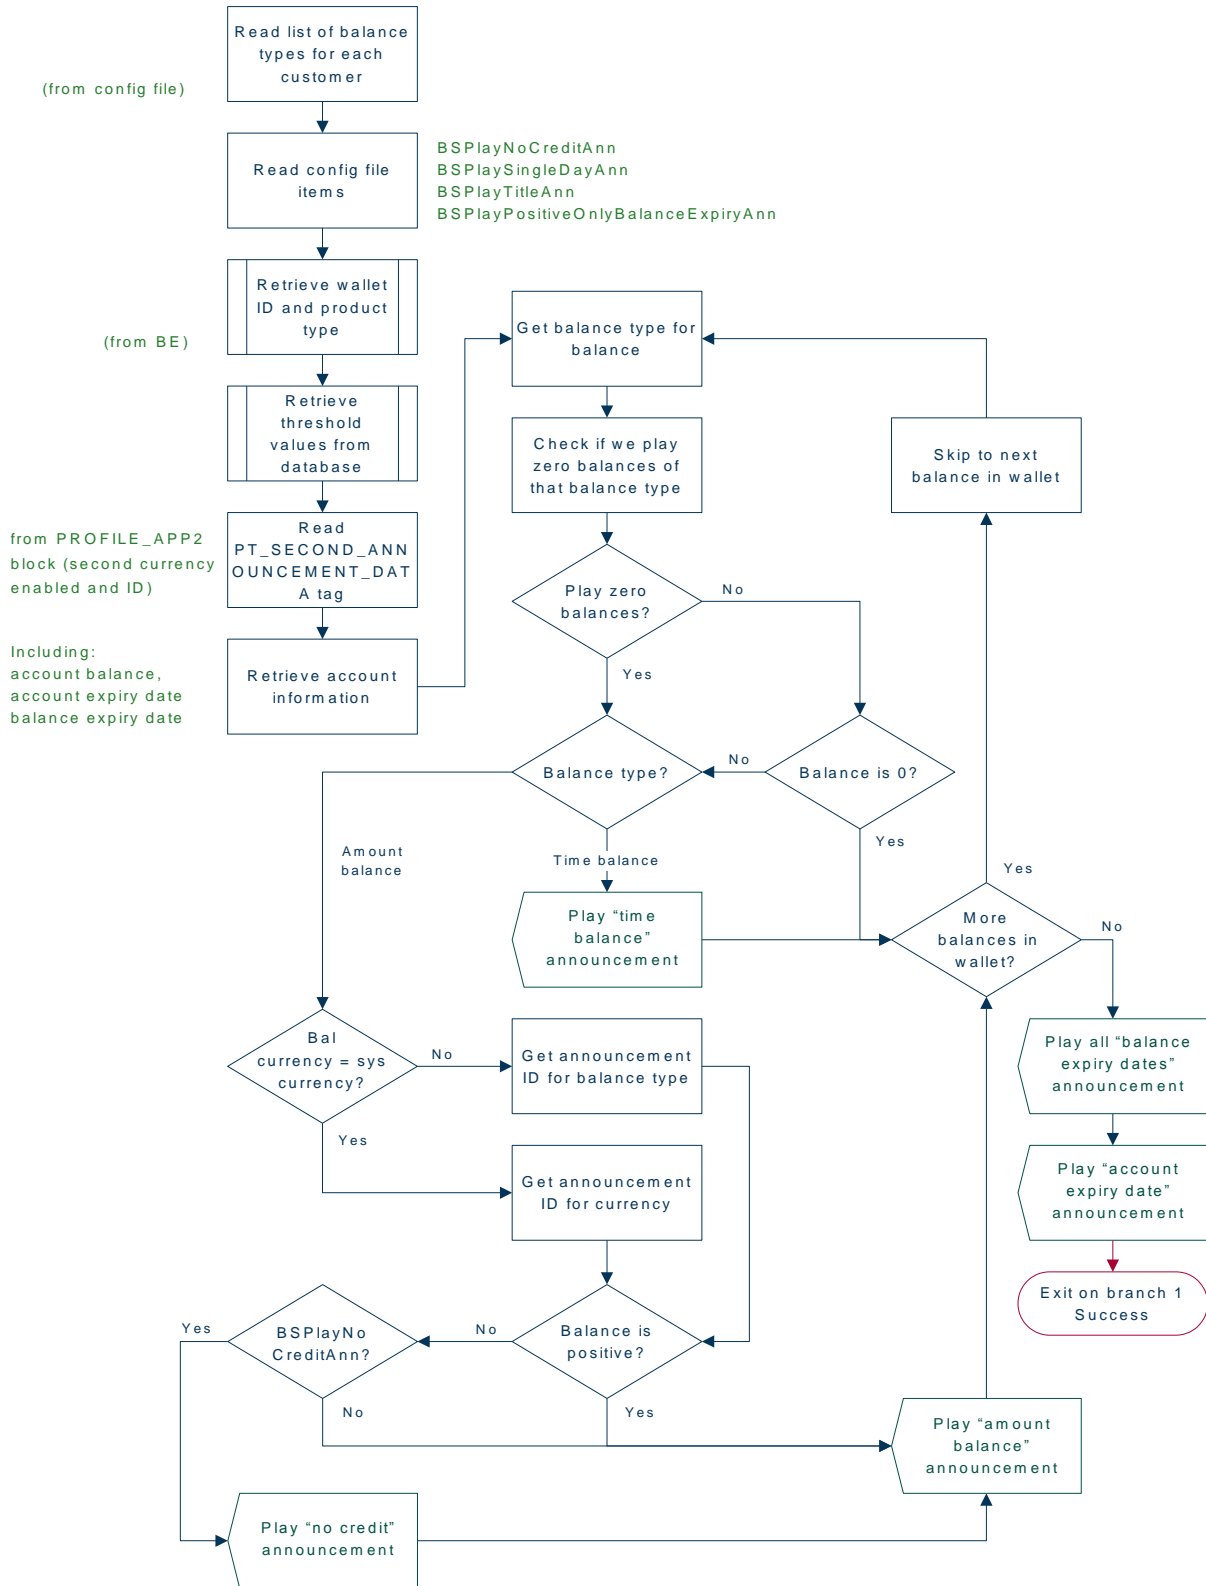 Read list of balance
types for each
customer
(from config file)
Read config file
items
BSPlayNoCreditAnn
BSPlaySingleDayAnn
BSPlayTitleAnn
BSPlayPositiveOnlyBalanceExpiryAnn
Retrieve wallet
ID and product
type
(from BE)
Retrieve
threshold
values from
database
Read
PT_SECOND_ANN
OUNCEMENT_DAT
A tag
from PROFILE_APP2
block (second currency
enabled and ID)
Retrieve account
information
Including:
account balance,
account expiry date
balance expiry date
Get balance type for
balance
Check if we play
zero balances of
that balance type
Skip to next
balance in wallet
Play zero
balances?
No
Yes
Balance type?
No
Balance is 0?
Amount
balance
Time balance
Yes
Play “time
balance”
announcement
Yes
More
balances in
wallet?
No
Bal
currency = sys
currency?
No
Get announcement
ID for balance type
Play all “balance
expiry dates”
announcement
Yes
Get announcement
ID for currency
Play “account
expiry date”
announcement
Exit on branch 1
Success
Yes
BSPlayNo
CreditAnn?
No
Balance is
positive?
No
Yes
Play “amount
balance”
announcement
Play “no credit”
announcement